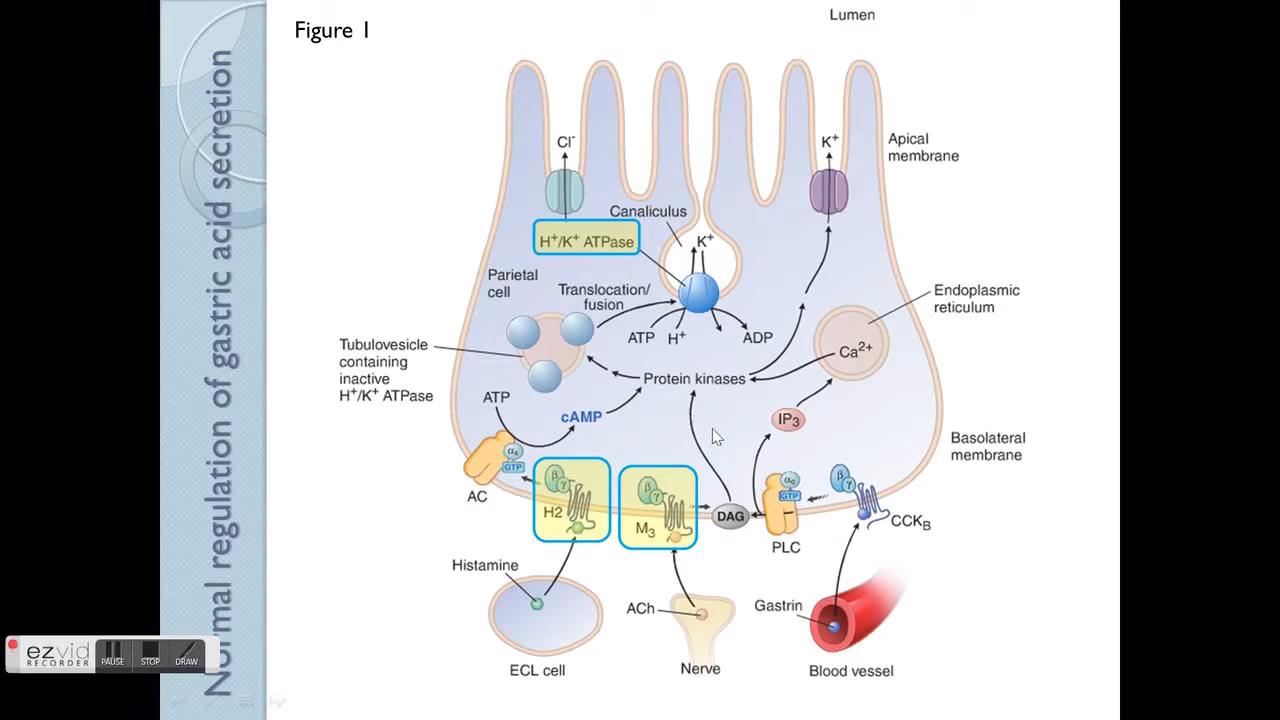 Normal regulation of gastric acid secretion
Figure 1
Lumen
Cl⁻
K⁺
Apical
membrane
Canaliculus
H⁺/K⁺ ATPase
K⁺
Parietal
cell
Translocation/
fusion
Endoplasmic
reticulum
ATP
H⁺
ADP
Tubulovesicle
containing
inactive
H⁺/K⁺ ATPase
Ca²⁺
Protein kinases
ATP
cAMP
IP₃
Basolateral
membrane
AC
GTP
β
γ
H2
β
γ
M₃
DAG
GTP
PLC
β
γ
CCK_B
Histamine
ACh
Gastrin
ECL cell
Nerve
Blood vessel
ezvid
RECORDER
PAUSE
STOP
DRAW